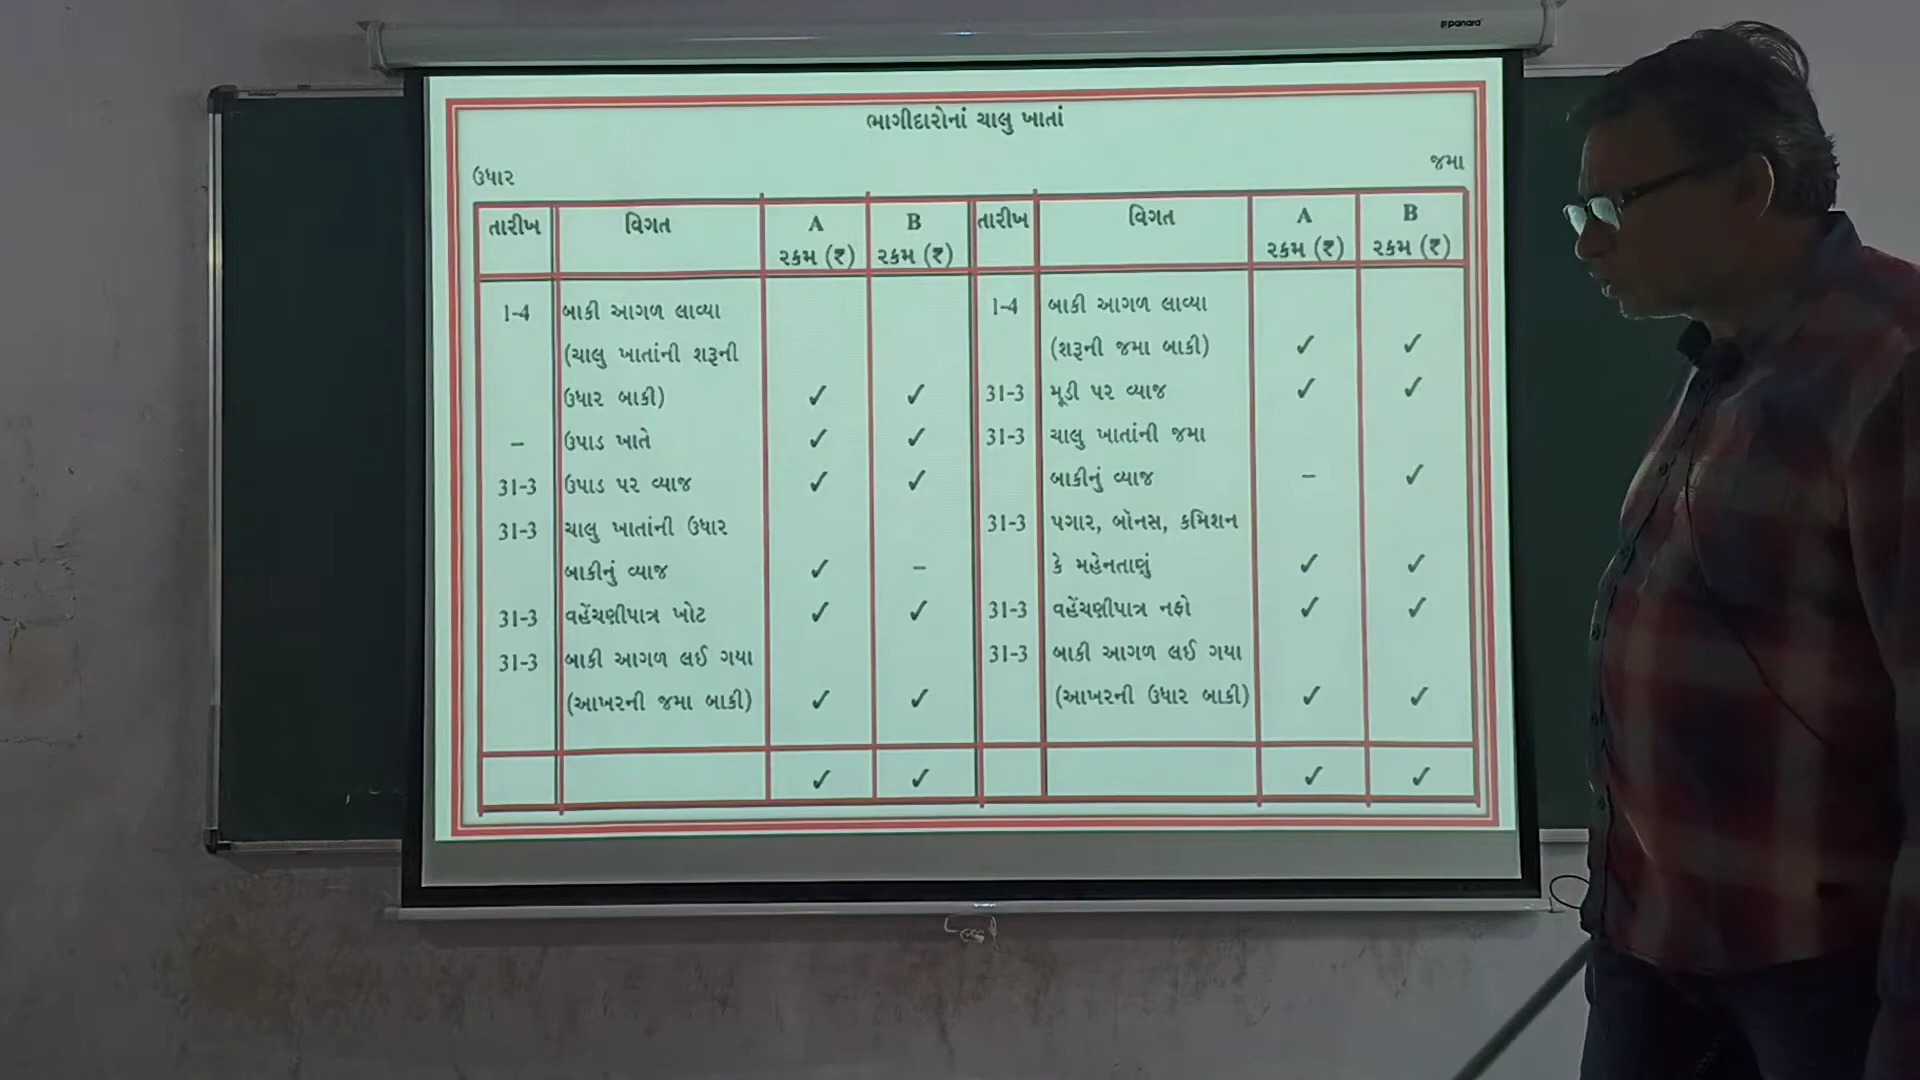 panara
ભાગીદારોનાં ચાલુ ખાતાં
ઉધાર જમા
તારીખ વિગત A રકમ (₹) B રકમ (₹) તારીખ વિગત A રકમ (₹) B રકમ (₹)
1-4 બાકી આગળ લાવ્યા 1-4 બાકી આગળ લાવ્યા
(ચાલુ ખાતાંની શરૂની (શરૂની જમા બાકી) ✓ ✓
ઉધાર બાકી) ✓ ✓ 31-3 મૂડી પર વ્યાજ ✓ ✓
– ઉપાડ ખાતે ✓ ✓ 31-3 ચાલુ ખાતાંની જમા
31-3 ઉપાડ પર વ્યાજ ✓ ✓ બાકીનું વ્યાજ – ✓
31-3 ચાલુ ખાતાંની ઉધાર 31-3 પગાર, બૉનસ, કમિશન
બાકીનું વ્યાજ ✓ – કે મહેનતાણું ✓ ✓
31-3 વહેંચણીપાત્ર ખોટ ✓ ✓ 31-3 વહેંચણીપાત્ર નફો ✓ ✓
31-3 બાકી આગળ લઈ ગયા 31-3 બાકી આગળ લઈ ગયા
(આખરની જમા બાકી) ✓ ✓ (આખરની ઉધાર બાકી) ✓ ✓
✓ ✓ ✓ ✓